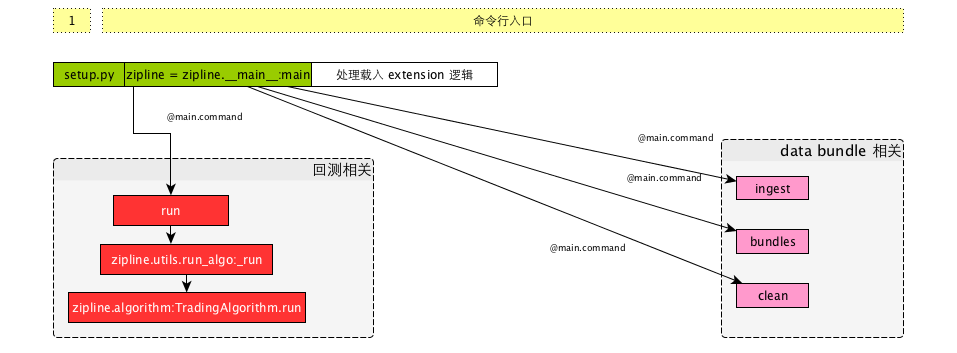 1
命令行入口
setup.py
zipline = zipline.__main__:main
处理载入 extension 逻辑
@main.command
@main.command
@main.command
@main.command
回测相关
run
zipline.utils.run_algo:_run
zipline.algorithm:TradingAlgorithm.run
data bundle 相关
ingest
bundles
clean